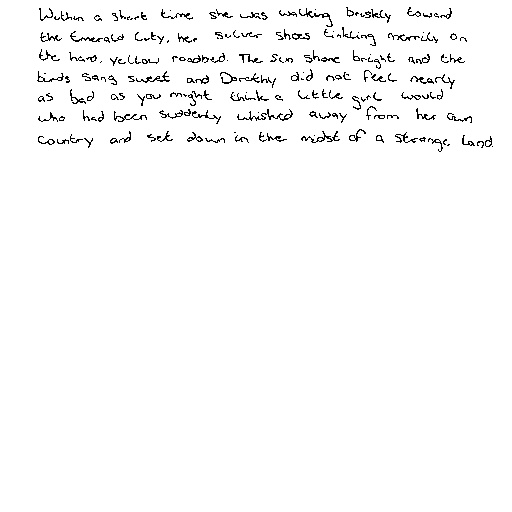 Within a short time she was walking briskly toward
the Emerald City, her silver shoes tinkling merrily on
the hard, yellow roadbed. The sun shone bright and the
birds sang sweet and Dorothy did not feel nearly
as bad as you might think a little girl would
who had been suddenly whisked away from her own
country and set down in the midst of a strange land.